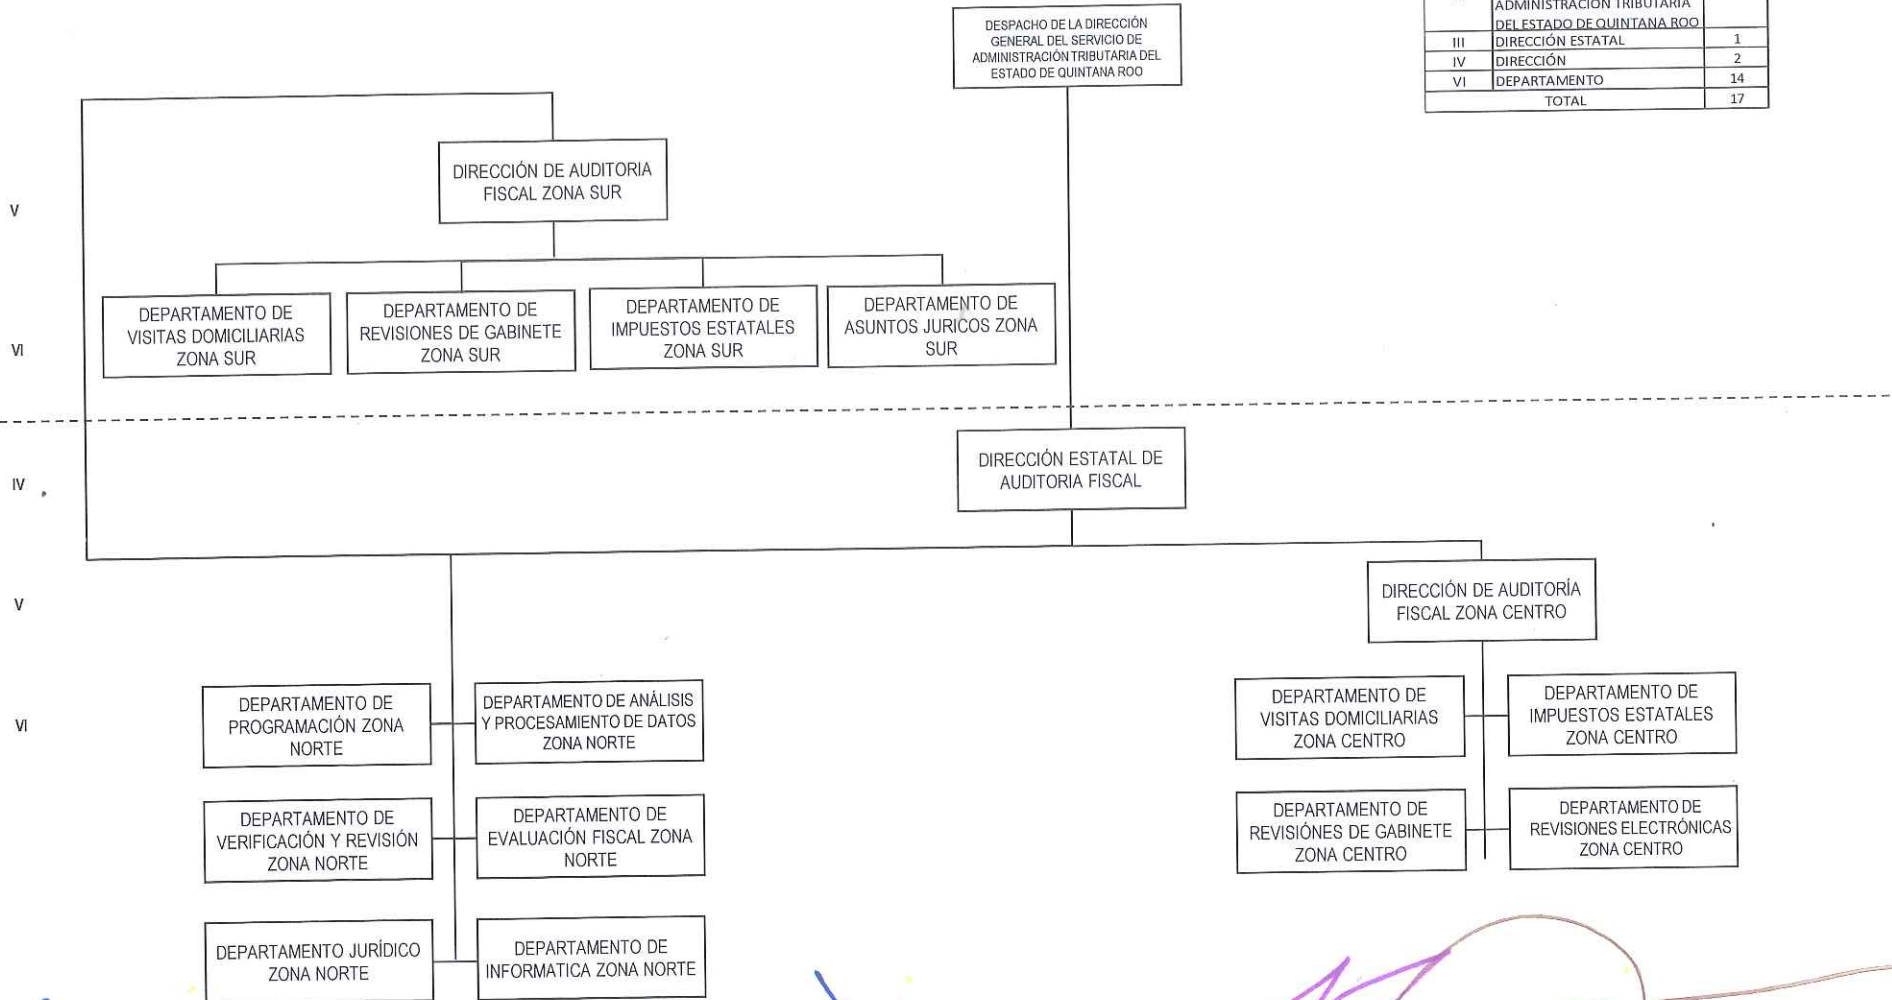 ADMINISTRACIÓN TRIBUTARIA
DEL ESTADO DE QUINTANA ROO
III DIRECCIÓN ESTATAL 1
IV DIRECCIÓN 2
VI DEPARTAMENTO 14
TOTAL 17
DESPACHO DE LA DIRECCIÓN
GENERAL DEL SERVICIO DE
ADMINISTRACIÓN TRIBUTARIA DEL
ESTADO DE QUINTANA ROO
DIRECCIÓN DE AUDITORIA
FISCAL ZONA SUR
V
DEPARTAMENTO DE
VISITAS DOMICILIARIAS
ZONA SUR
DEPARTAMENTO DE
REVISIONES DE GABINETE
ZONA SUR
DEPARTAMENTO DE
IMPUESTOS ESTATALES
ZONA SUR
DEPARTAMENTO DE
ASUNTOS JURICOS ZONA
SUR
VI
DIRECCIÓN ESTATAL DE
AUDITORIA FISCAL
IV
DIRECCIÓN DE AUDITORÍA
FISCAL ZONA CENTRO
V
DEPARTAMENTO DE
PROGRAMACIÓN ZONA
NORTE
DEPARTAMENTO DE ANÁLISIS
Y PROCESAMIENTO DE DATOS
ZONA NORTE
DEPARTAMENTO DE
VISITAS DOMICILIARIAS
ZONA CENTRO
DEPARTAMENTO DE
IMPUESTOS ESTATALES
ZONA CENTRO
VI
DEPARTAMENTO DE
VERIFICACIÓN Y REVISIÓN
ZONA NORTE
DEPARTAMENTO DE
EVALUACIÓN FISCAL ZONA
NORTE
DEPARTAMENTO DE
REVISIÓNES DE GABINETE
ZONA CENTRO
DEPARTAMENTO DE
REVISIONES ELECTRÓNICAS
ZONA CENTRO
DEPARTAMENTO JURÍDICO
ZONA NORTE
DEPARTAMENTO DE
INFORMATICA ZONA NORTE